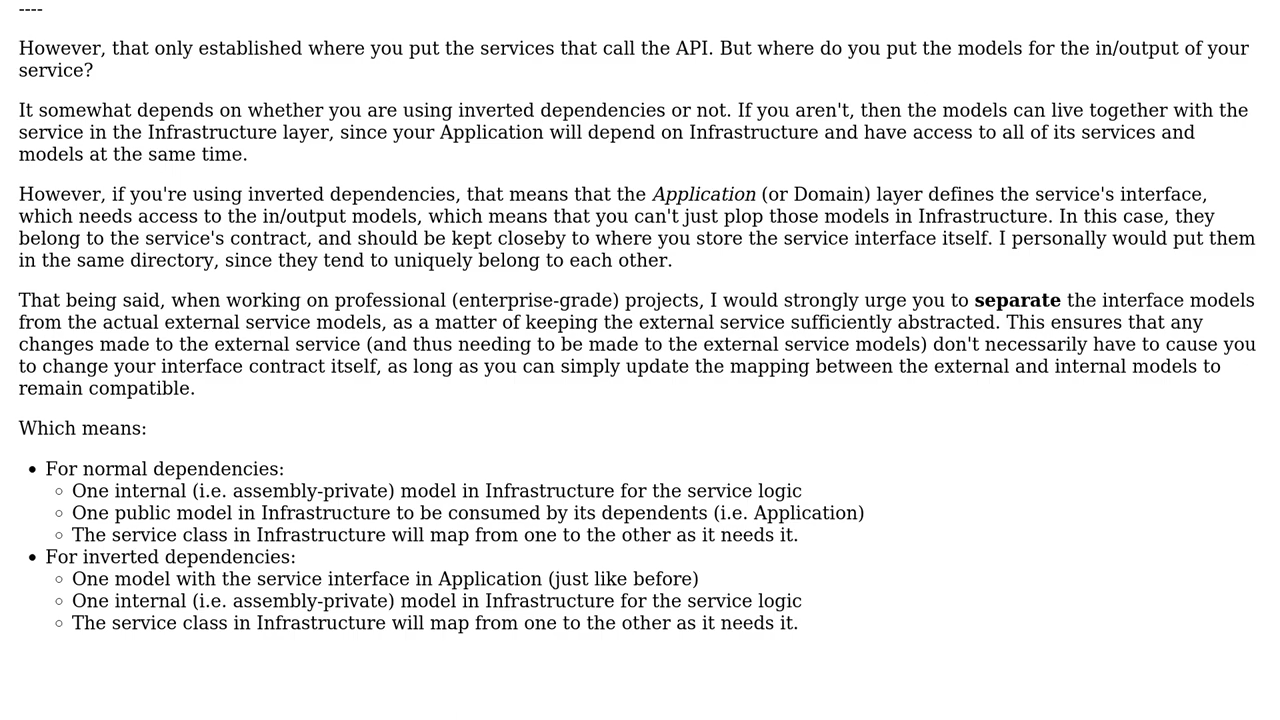 ----
However, that only established where you put the services that call the API. But where do you put the models for the in/output of your
service?
It somewhat depends on whether you are using inverted dependencies or not. If you aren't, then the models can live together with the
service in the Infrastructure layer, since your Application will depend on Infrastructure and have access to all of its services and
models at the same time.
However, if you're using inverted dependencies, that means that the Application (or Domain) layer defines the service's interface,
which needs access to the in/output models, which means that you can't just plop those models in Infrastructure. In this case, they
belong to the service's contract, and should be kept closeby to where you store the service interface itself. I personally would put them
in the same directory, since they tend to uniquely belong to each other.
That being said, when working on professional (enterprise-grade) projects, I would strongly urge you to separate the interface models
from the actual external service models, as a matter of keeping the external service sufficiently abstracted. This ensures that any
changes made to the external service (and thus needing to be made to the external service models) don't necessarily have to cause you
to change your interface contract itself, as long as you can simply update the mapping between the external and internal models to
remain compatible.
Which means:
• For normal dependencies:
◦ One internal (i.e. assembly-private) model in Infrastructure for the service logic
◦ One public model in Infrastructure to be consumed by its dependents (i.e. Application)
◦ The service class in Infrastructure will map from one to the other as it needs it.
• For inverted dependencies:
◦ One model with the service interface in Application (just like before)
◦ One internal (i.e. assembly-private) model in Infrastructure for the service logic
◦ The service class in Infrastructure will map from one to the other as it needs it.